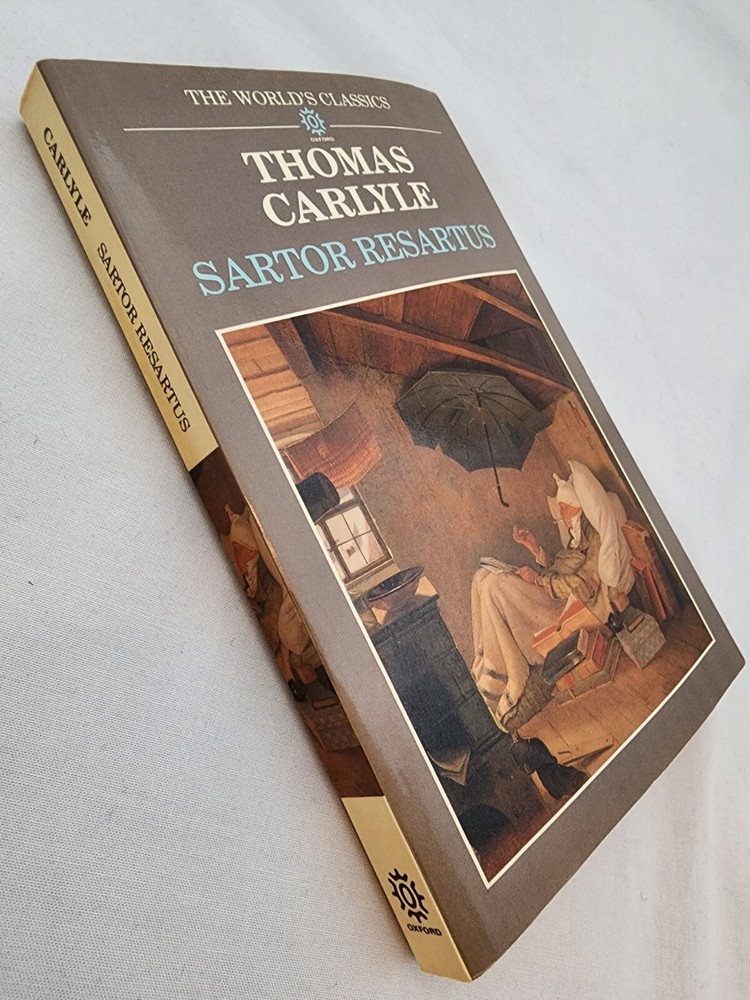 THE WORLD'S CLASSICS
OXFORD
THOMAS
CARLYLE
SARTOR RESARTUS
CARLYLE SARTOR RESARTUS
OXFORD